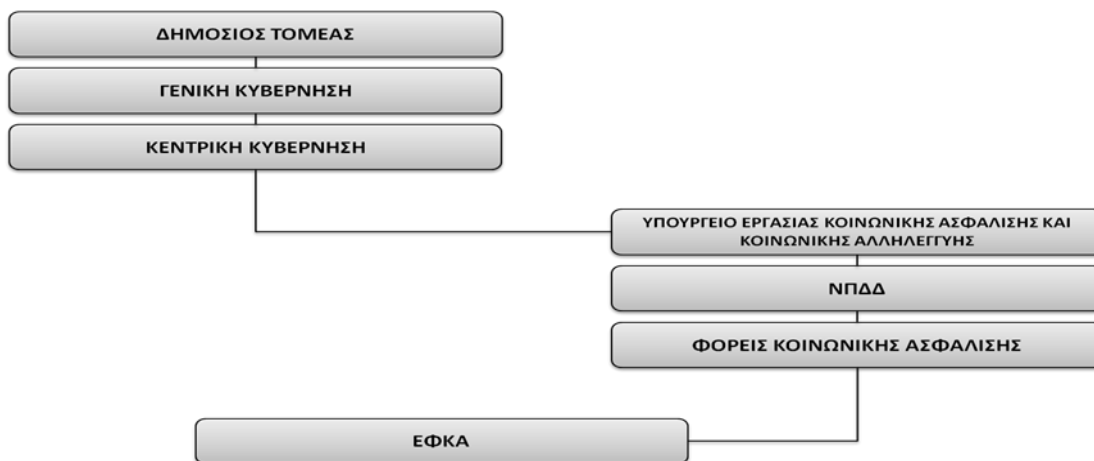 ΔΗΜΟΣΙΟΣ ΤΟΜΕΑΣ
ΓΕΝΙΚΗ ΚΥΒΕΡΝΗΣΗ
ΚΕΝΤΡΙΚΗ ΚΥΒΕΡΝΗΣΗ
ΥΠΟΥΡΓΕΙΟ ΕΡΓΑΣΙΑΣ ΚΟΙΝΩΝΙΚΗΣ ΑΣΦΑΛΙΣΗΣ ΚΑΙ
ΚΟΙΝΩΝΙΚΗΣ ΑΛΛΗΛΕΓΓΥΗΣ
ΝΠΔΔ
ΦΟΡΕΙΣ ΚΟΙΝΩΝΙΚΗΣ ΑΣΦΑΛΙΣΗΣ
ΕΦΚΑ